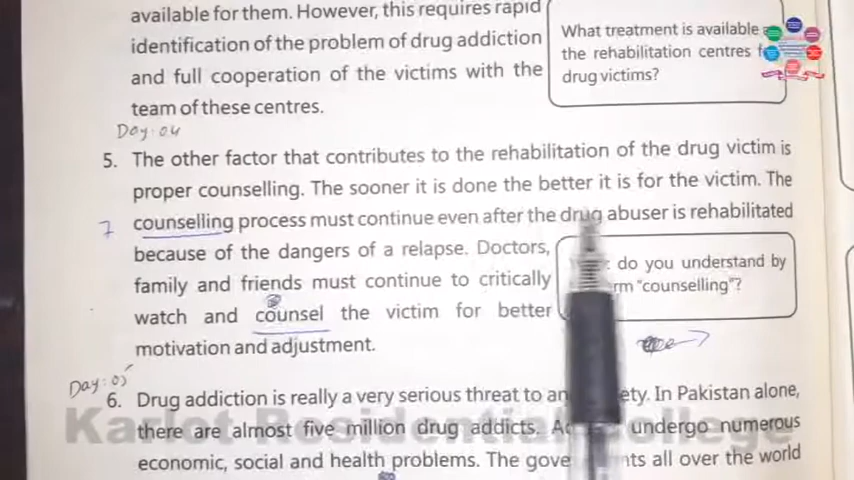 available for them. However, this requires rapid
identification of the problem of drug addiction
and full cooperation of the victims with the
team of these centres.
What treatment is available
the rehabilitation centres
drug victims?
Day: 04
5. The other factor that contributes to the rehabilitation of the drug victim is
proper counselling. The sooner it is done the better it is for the victim. The
counselling process must continue even after the drug abuser is rehabilitated
because of the dangers of a relapse. Doctors,
family and friends must continue to critically
watch and counsel the victim for better
motivation and adjustment.
do you understand by
"counselling"?
Day: 05
6. Drug addiction is really a very serious threat to
In Pakistan alone,
there are almost five million drug addicts.
undergo numerous
economic, social and health problems. The
all over the world
Karlot Residential College